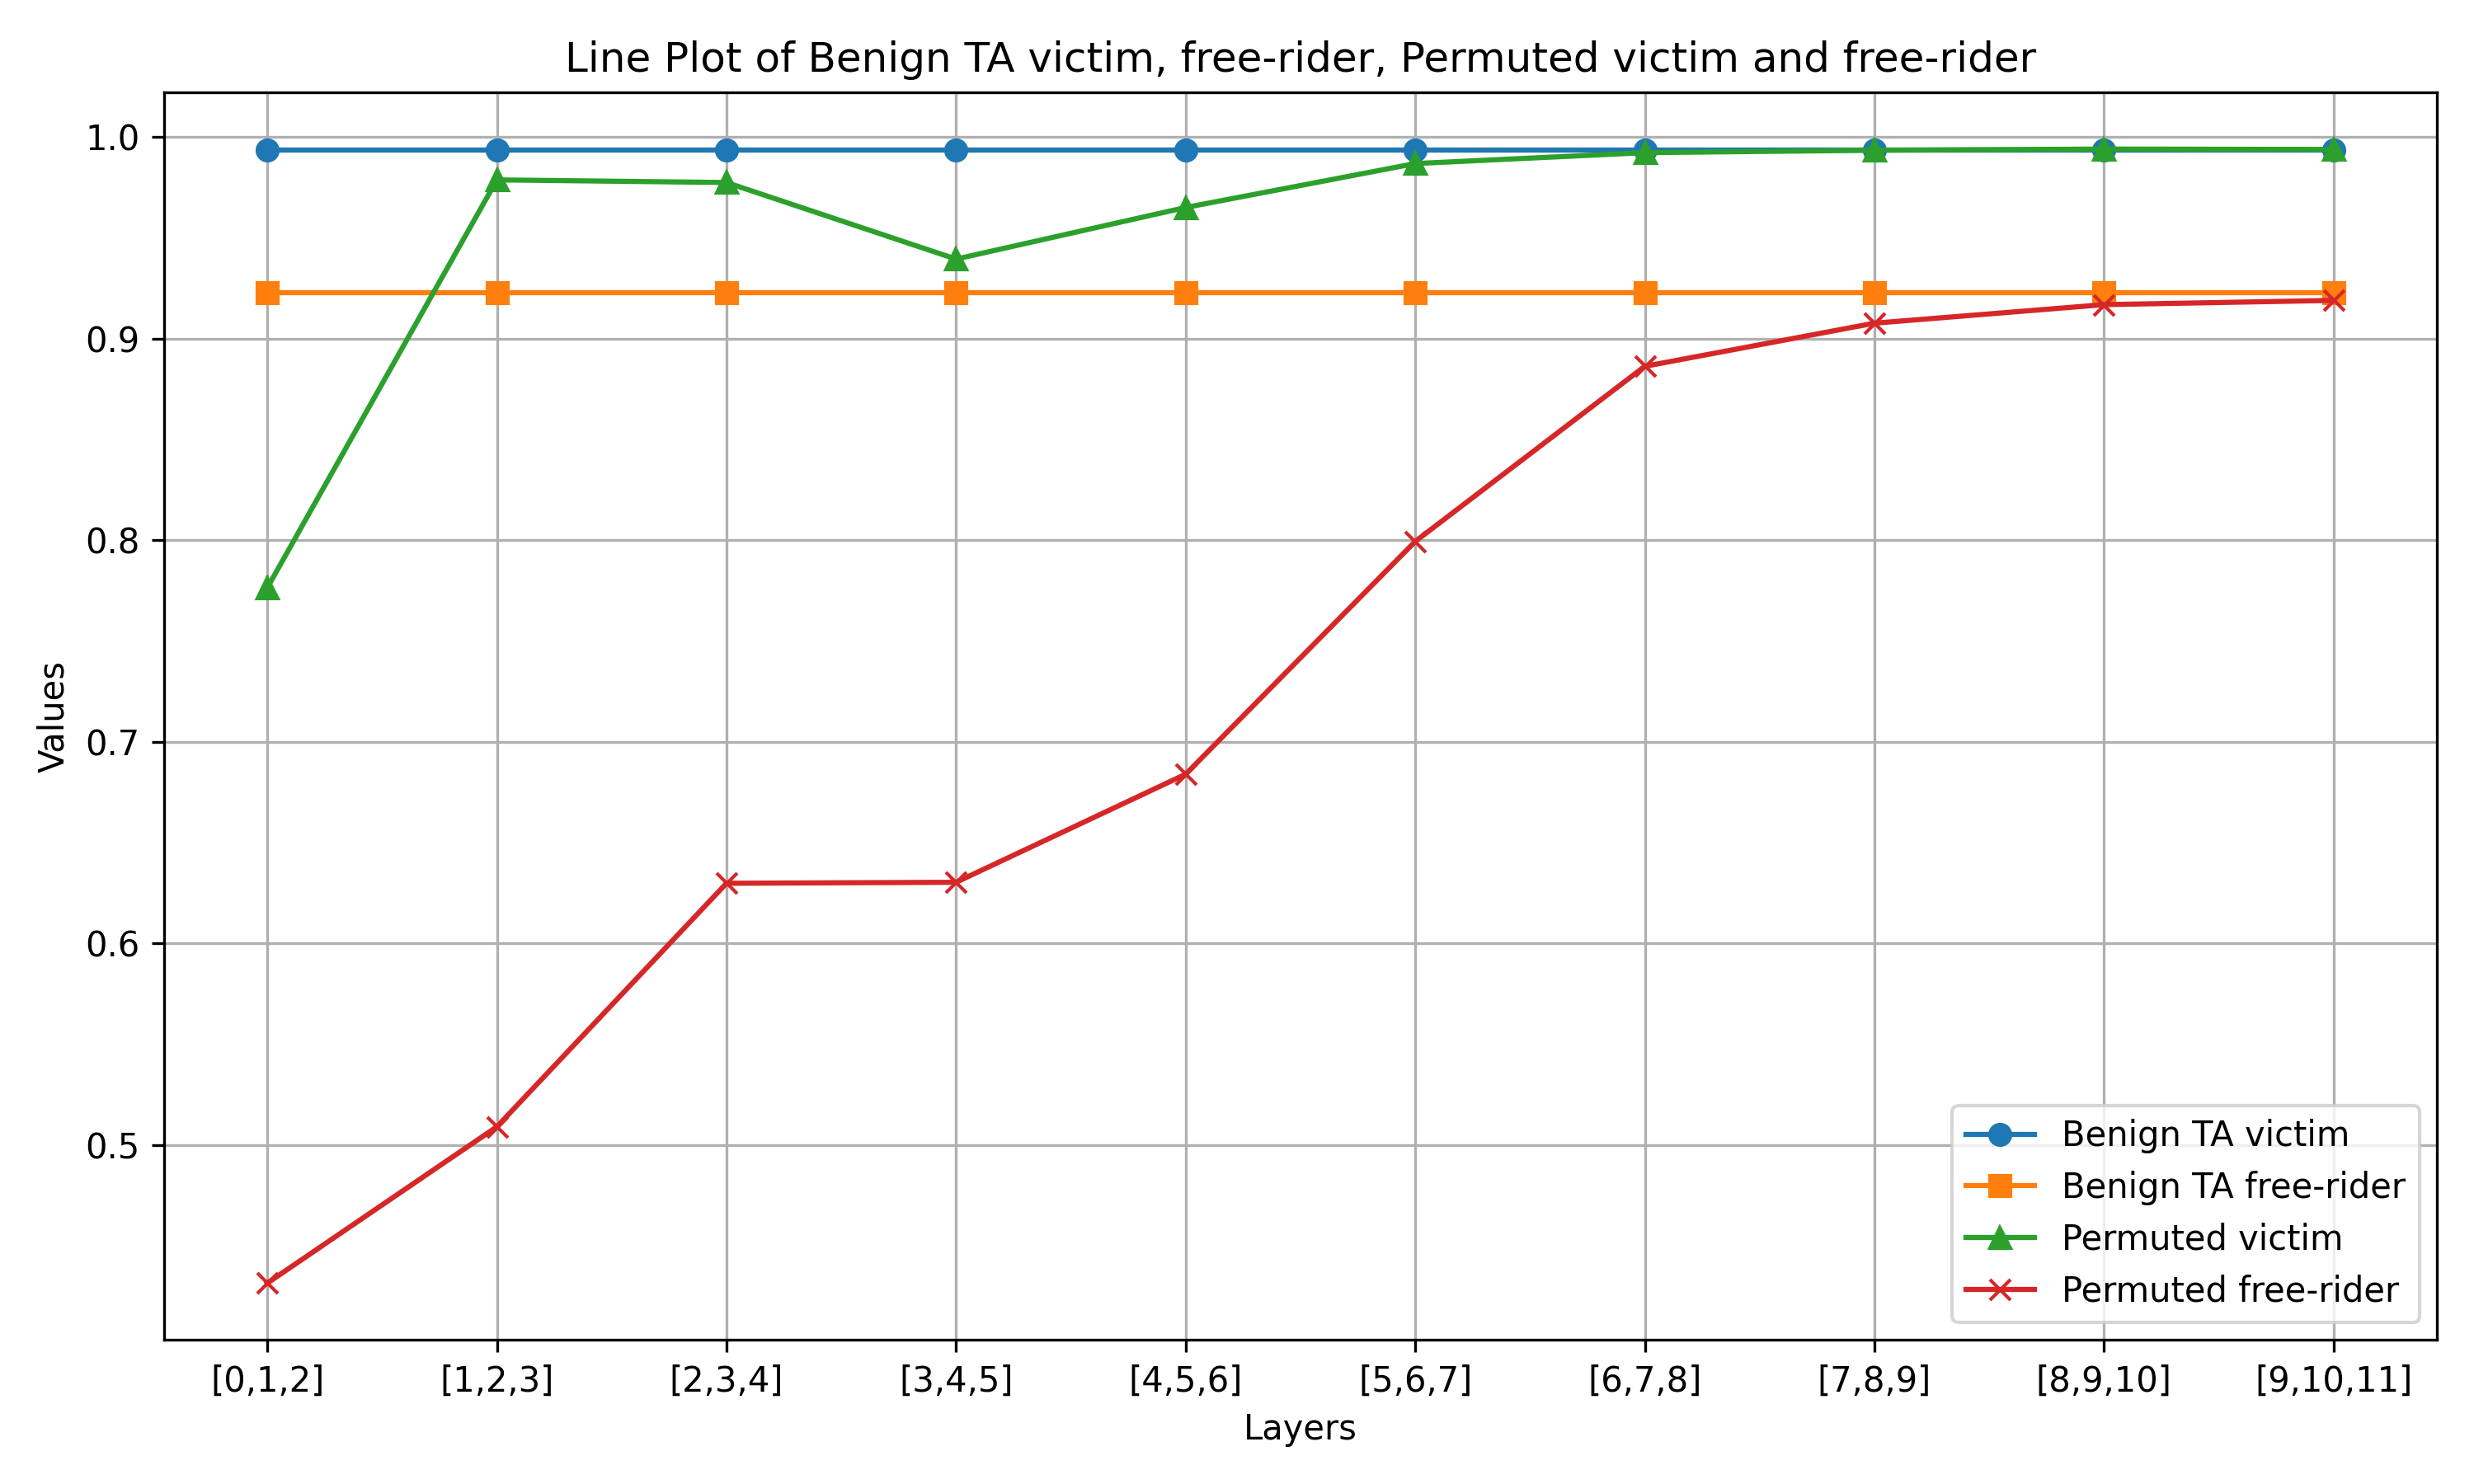 Line Plot of Benign TA victim, free-rider, Permuted victim and free-rider
1.0
0.9
0.8
0.7
0.6
0.5
Values
Benign TA victim
Benign TA free-rider
Permuted victim
Permuted free-rider
[0,1,2] [1,2,3] [2,3,4] [3,4,5] [4,5,6] [5,6,7] [6,7,8] [7,8,9] [8,9,10] [9,10,11]
Layers